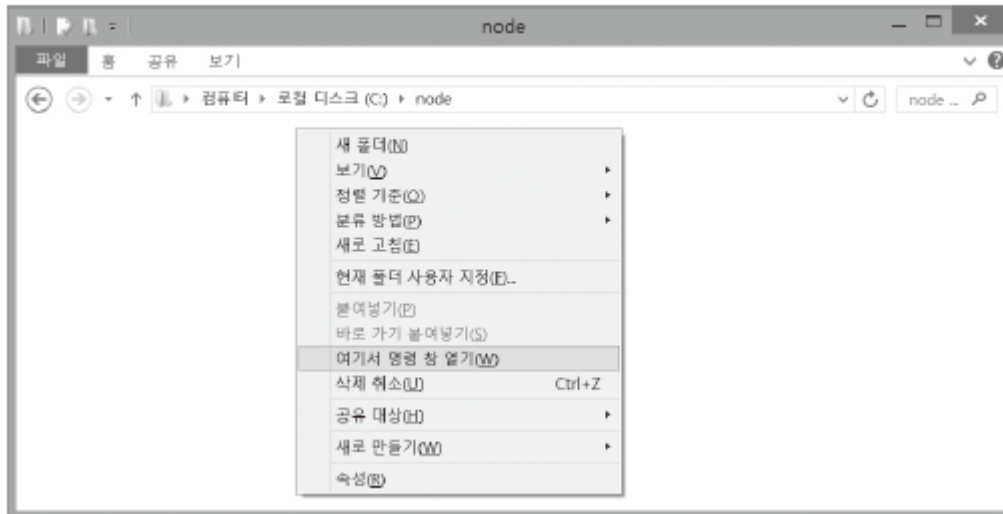 node
파일 홈 공유 보기
컴퓨터 ▸ 로컬 디스크 (C:) ▸ node
node ...
새 폴더(N)
보기(V)
정렬 기준(O)
분류 방법(P)
새로 고침(E)
현재 폴더 사용자 지정(F)...
붙여넣기(P)
바로 가기 붙여넣기(S)
여기서 명령 창 열기(W)
삭제 취소(U) Ctrl+Z
공유 대상(H)
새로 만들기(W)
속성(R)